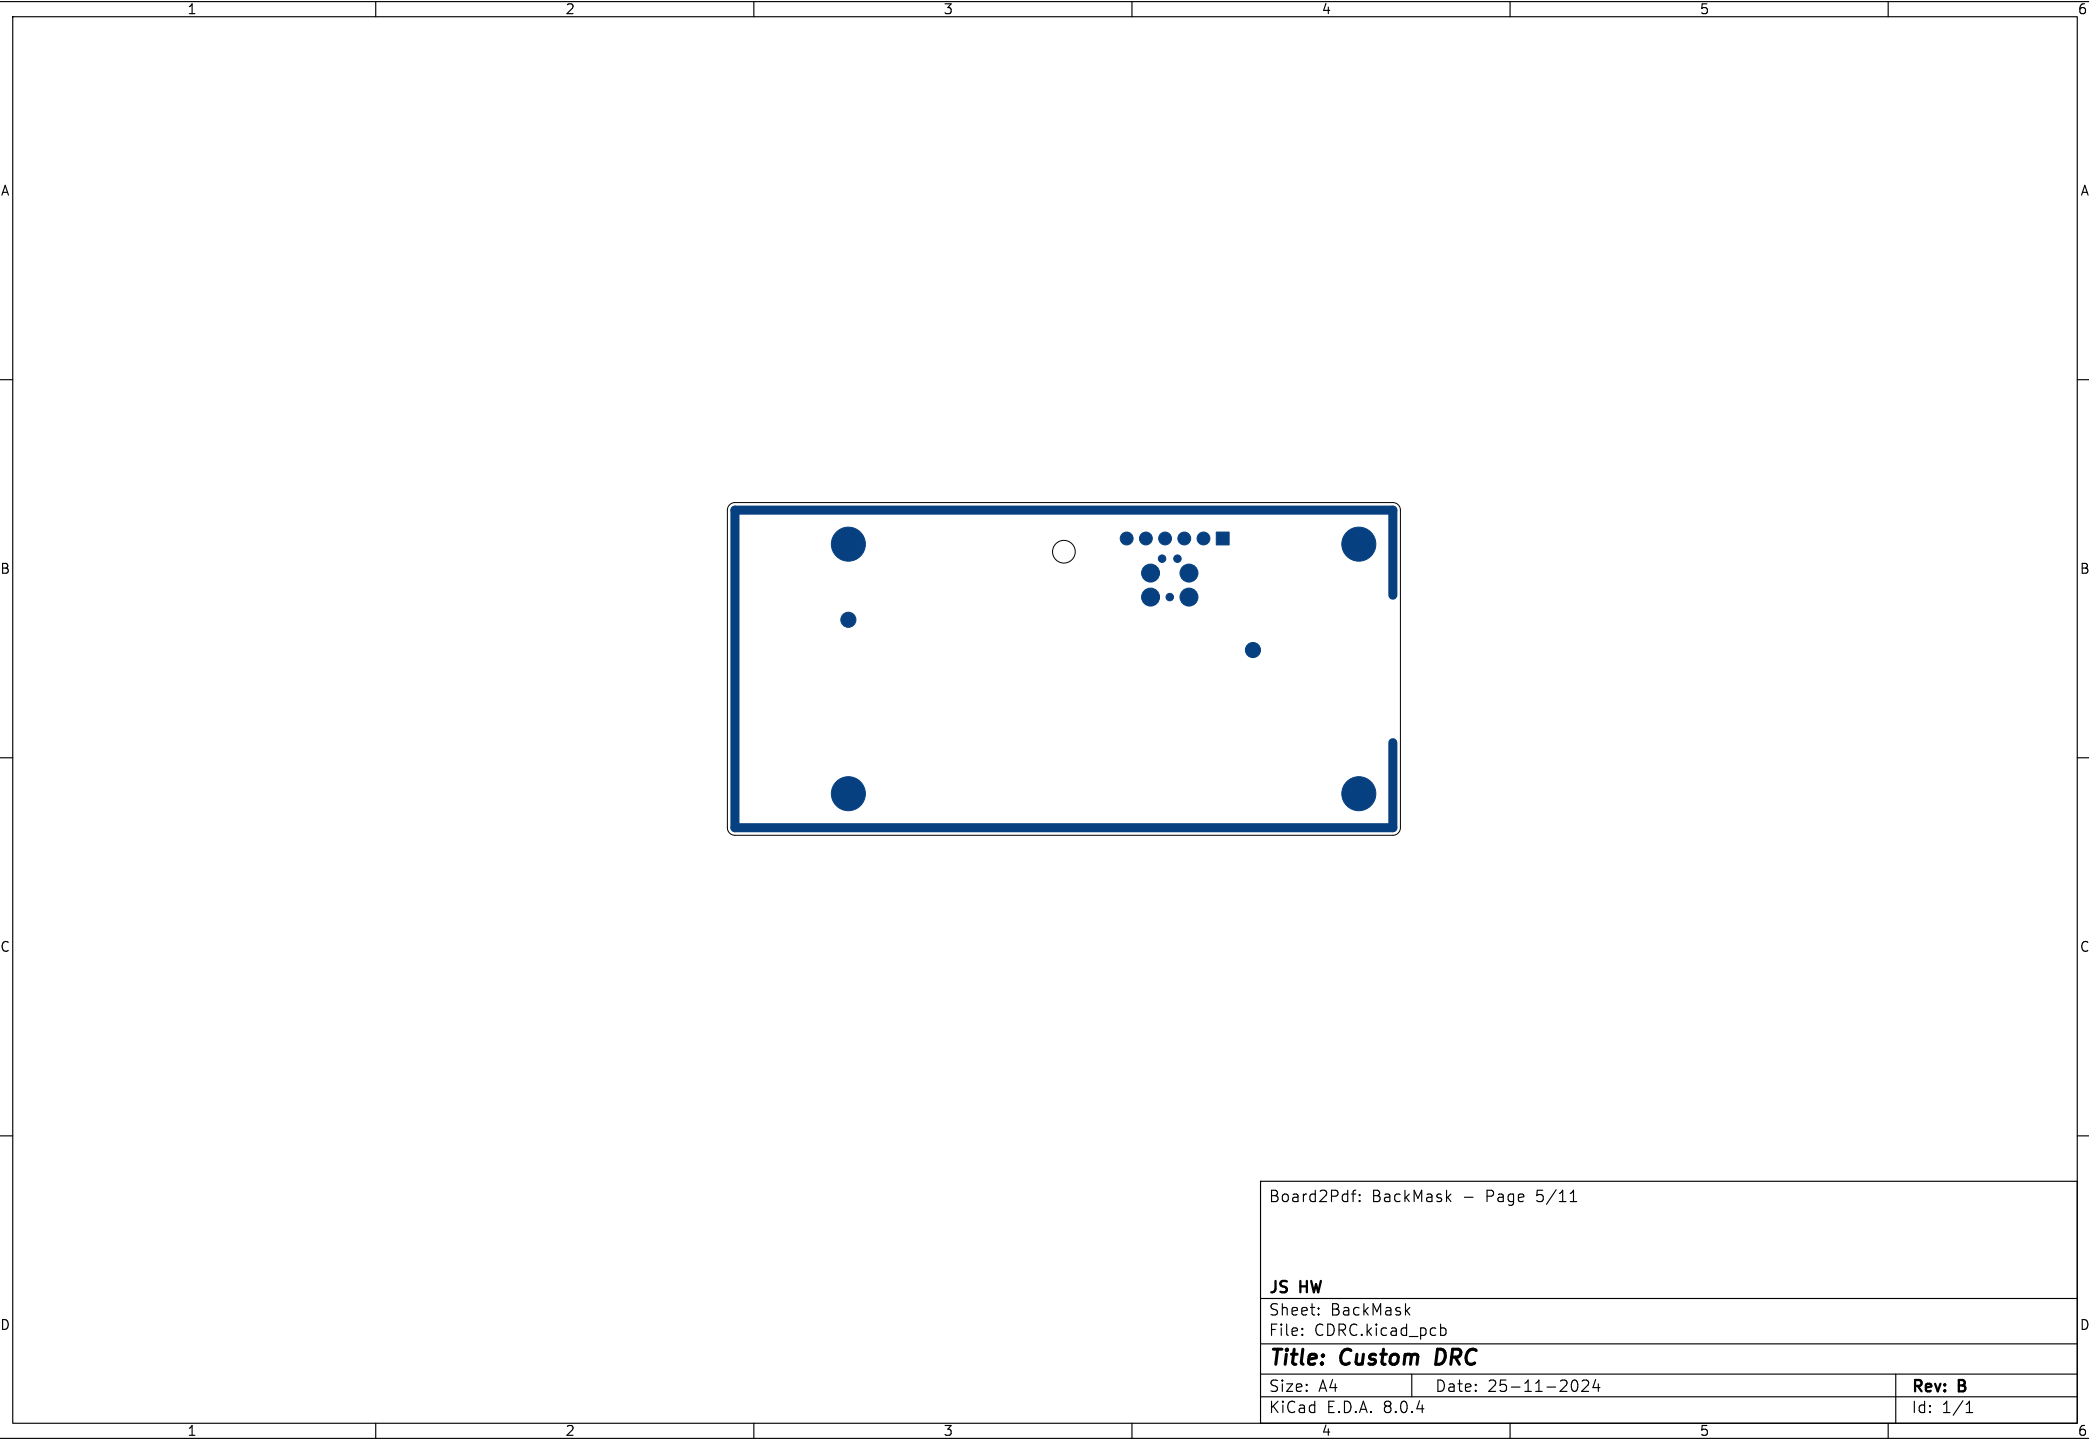 1 2 3 4 5 6
A A
B B
C C
D D
Board2Pdf: BackMask - Page 5/11
JS HW
Sheet: BackMask
File: CDRC.kicad_pcb
Title: Custom DRC
Size: A4 Date: 25-11-2024 Rev: B
KiCad E.D.A. 8.0.4 Id: 1/1
1 2 3 4 5 6